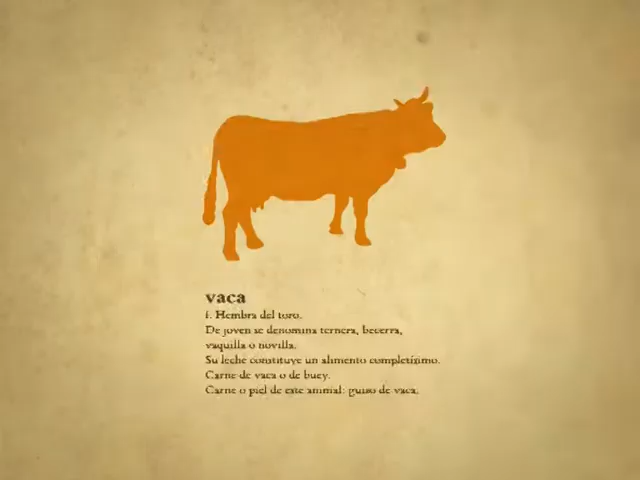 vaca
f. Hembra del toro.
De joven se denomina ternera, becerra,
vaquilla o novilla.
Su leche constituye un alimento completísimo.
Carne de vaca o de buey.
Carne o piel de este animal: guiso de vaca.